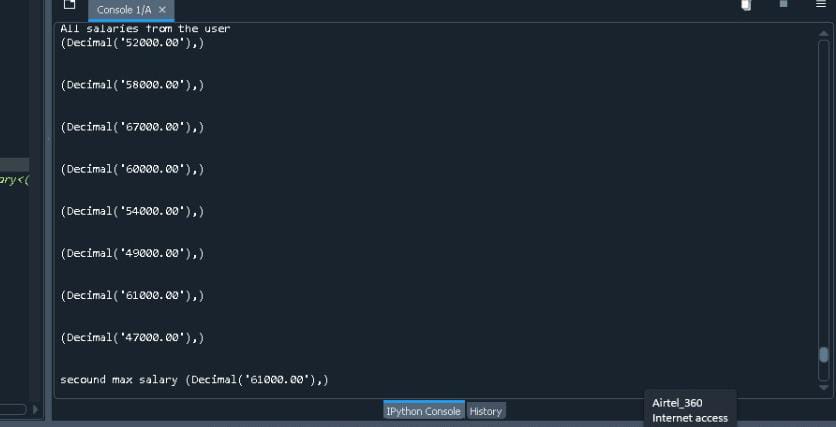 Console 1/A
All salaries from the user
(Decimal('52000.00'),)
(Decimal('58000.00'),)
(Decimal('67000.00'),)
(Decimal('60000.00'),)
(Decimal('54000.00'),)
(Decimal('49000.00'),)
(Decimal('61000.00'),)
(Decimal('47000.00'),)
secound max salary (Decimal('61000.00'),)
ary<(
IPython Console History
Airtel_360
Internet access